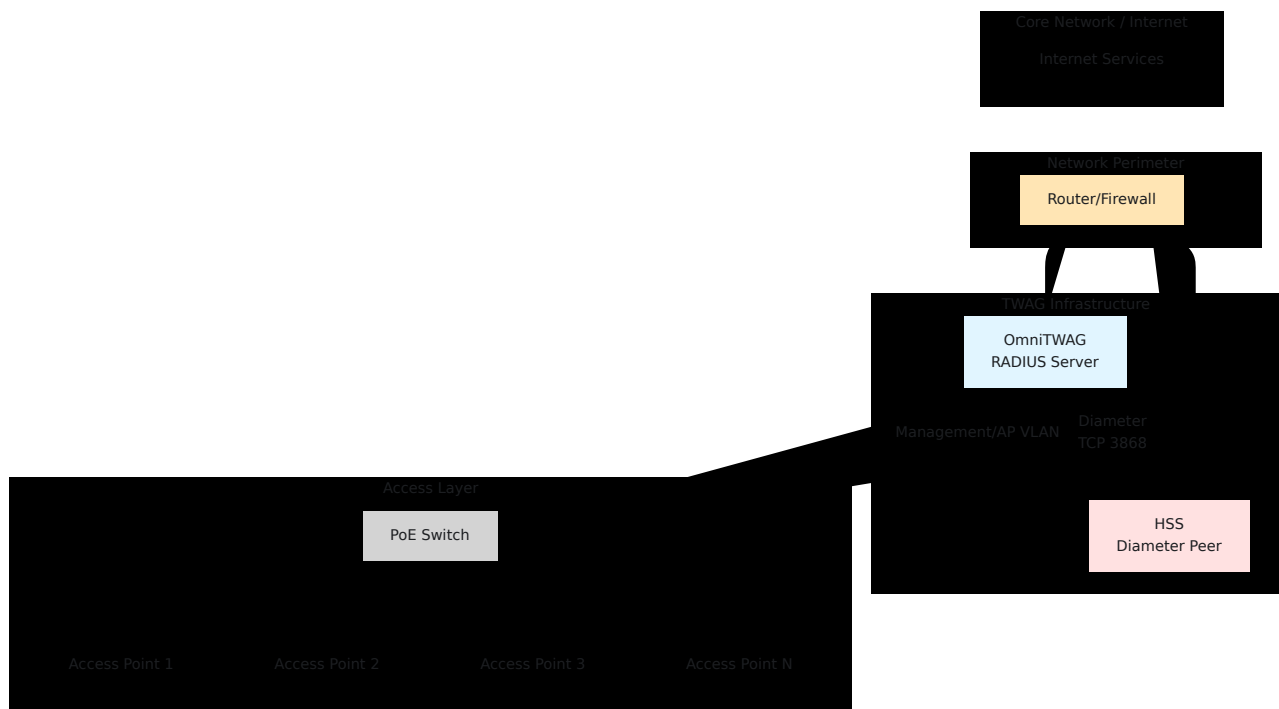 Core Network / Internet
Internet Services
Network Perimeter
Router/Firewall
TWAG Infrastructure
OmniTWAG
RADIUS Server
Management/AP VLAN
Diameter
TCP 3868
HSS
Diameter Peer
Access Layer
PoE Switch
Access Point 1
Access Point 2
Access Point 3
Access Point N